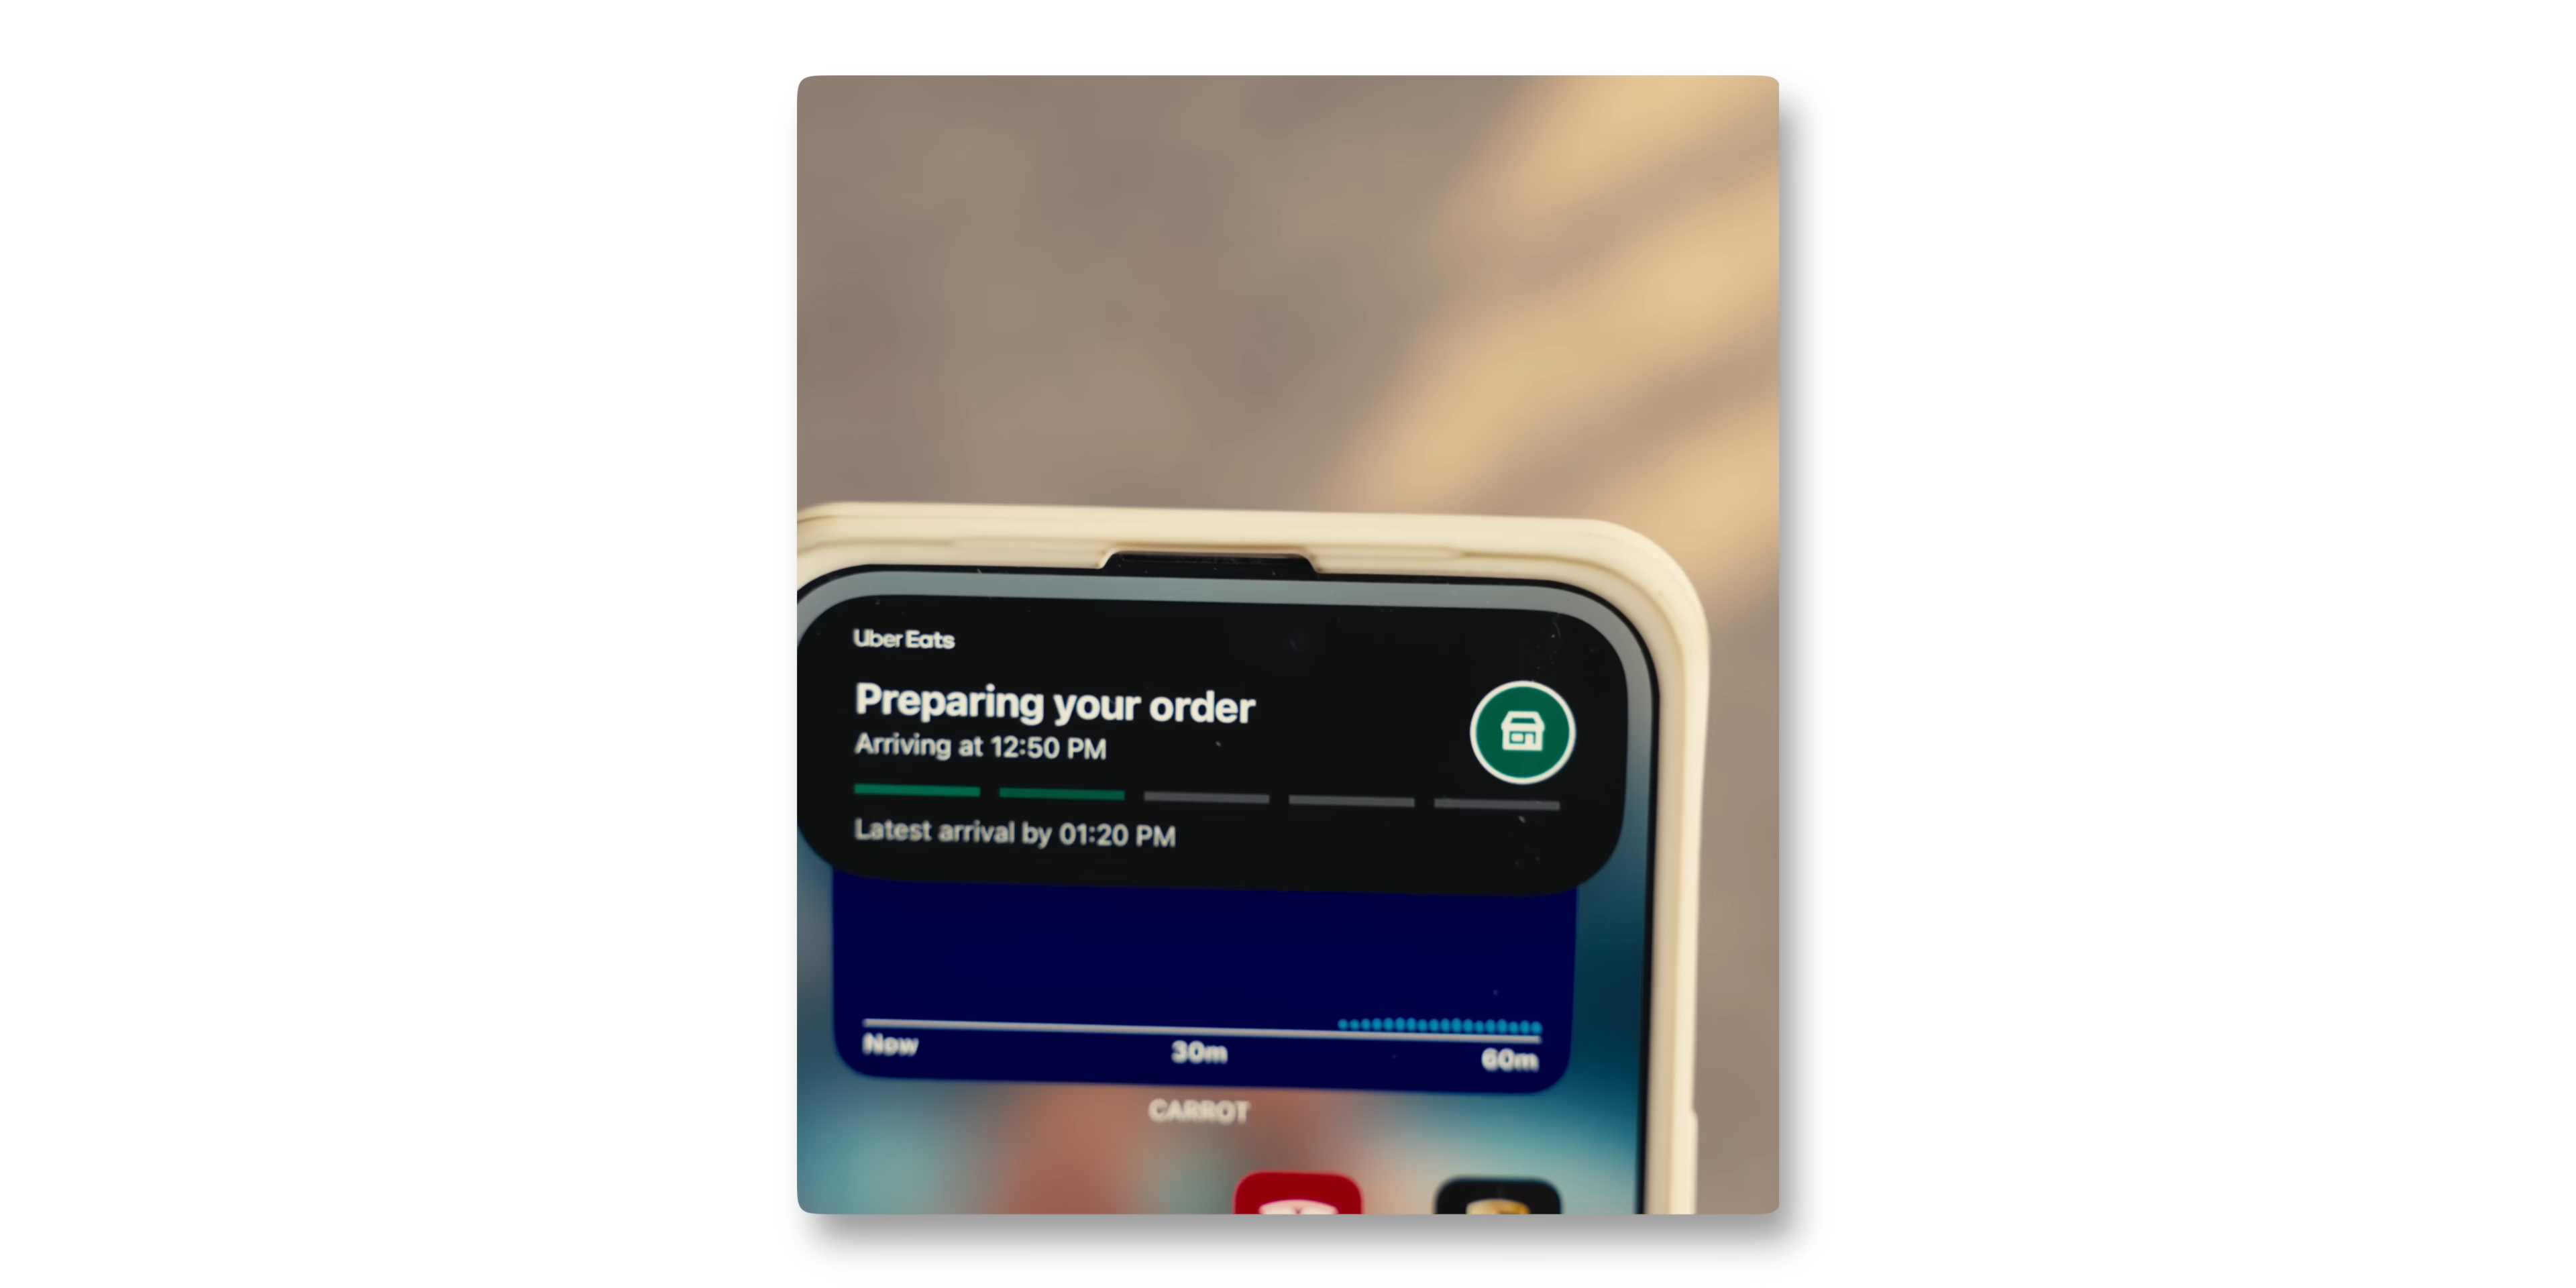 Uber Eats
Preparing your order
Arriving at 12:50 PM
Latest arrival by 01:20 PM
Now 30m 60m
CARROT